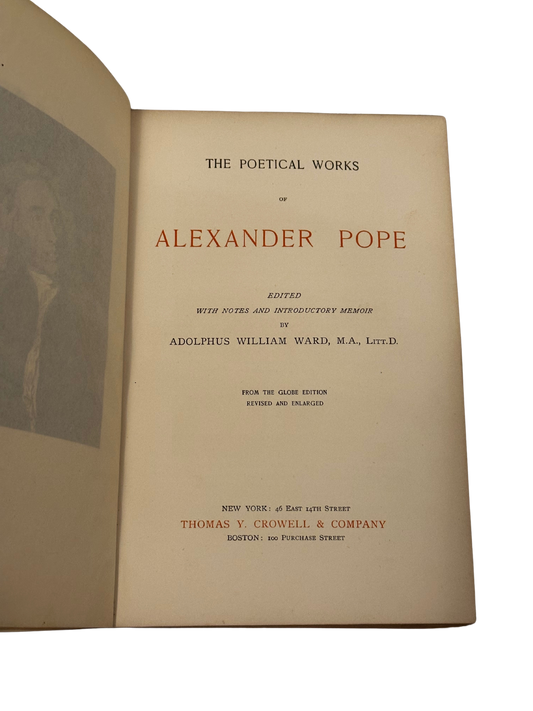 THE POETICAL WORKS
OF
ALEXANDER POPE
EDITED
WITH NOTES AND INTRODUCTORY MEMOIR
BY
ADOLPHUS WILLIAM WARD, M.A., LITT.D.
FROM THE GLOBE EDITION
REVISED AND ENLARGED
NEW YORK: 46 EAST 14TH STREET
THOMAS Y. CROWELL & COMPANY
BOSTON: 100 PURCHASE STREET